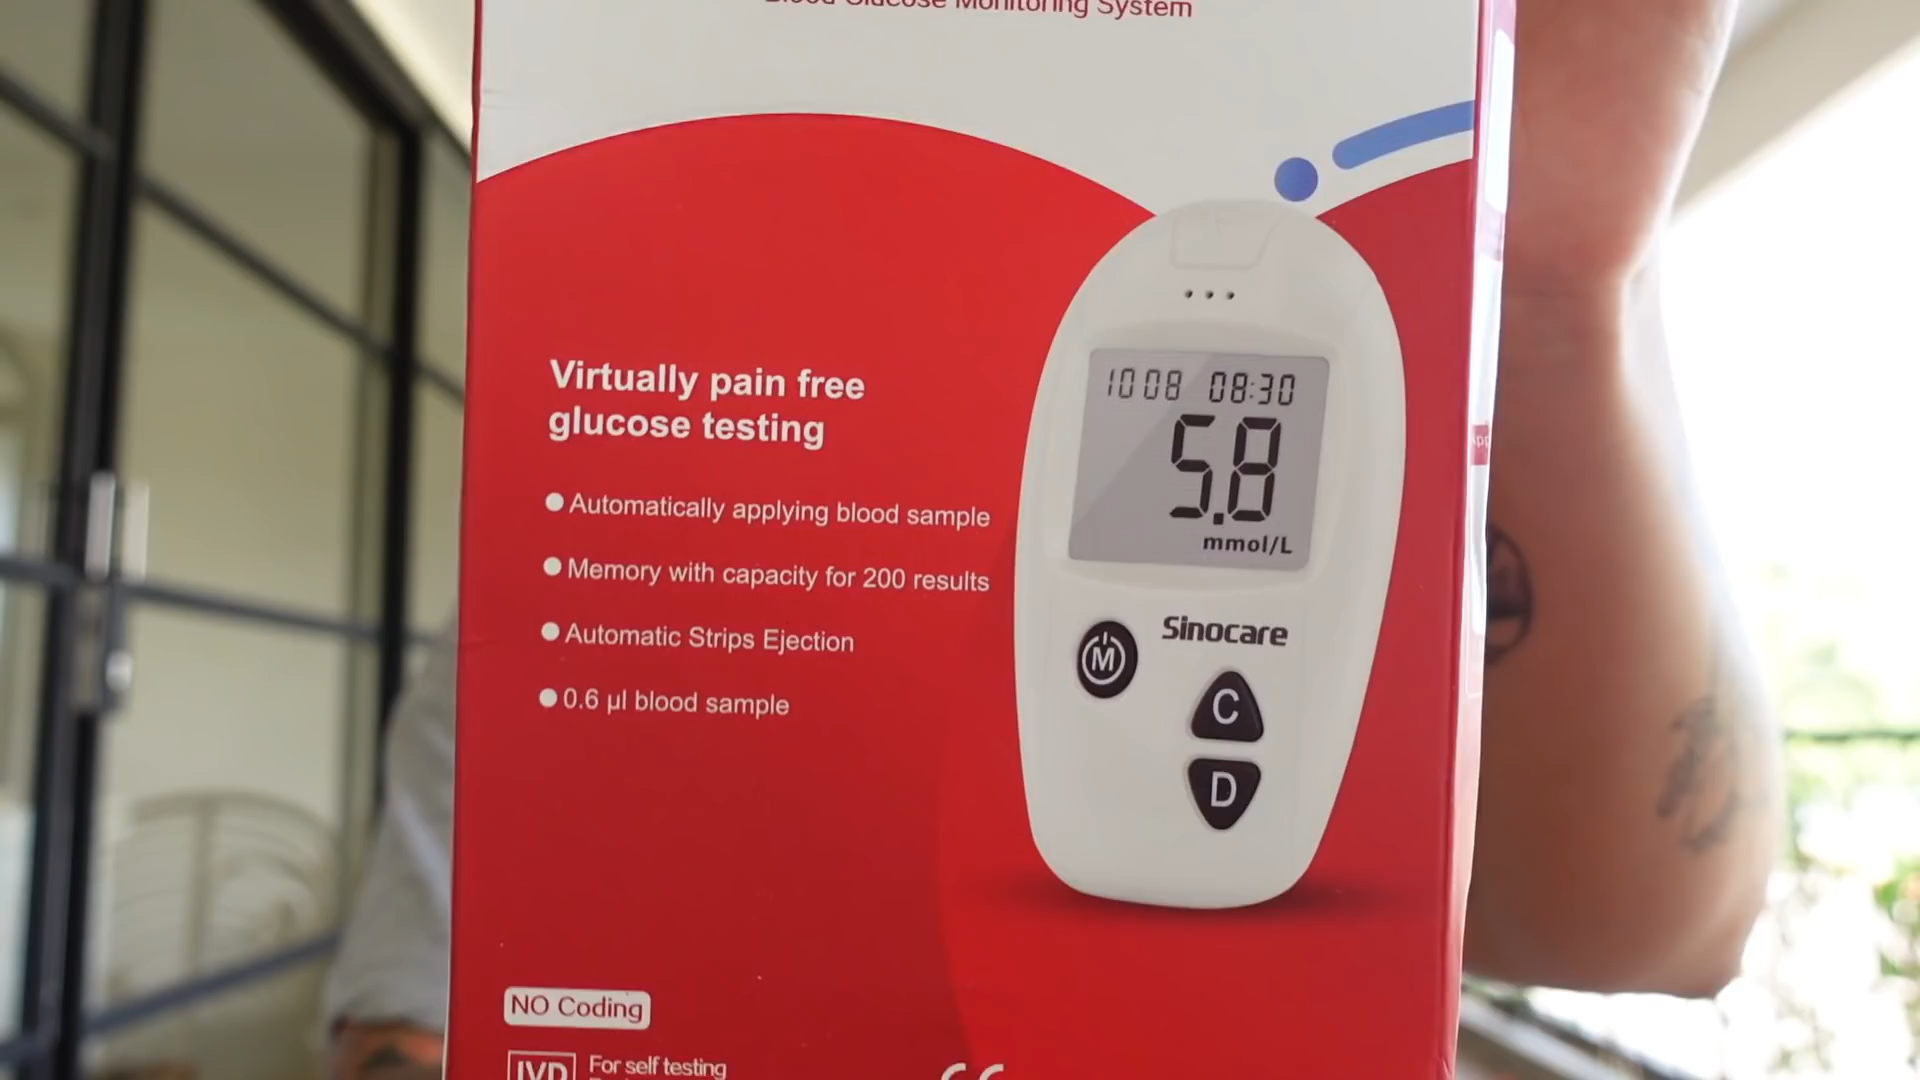 Blood Glucose Monitoring System
Virtually pain free
glucose testing
● Automatically applying blood sample
● Memory with capacity for 200 results
● Automatic Strips Ejection
● 0.6 µl blood sample
1008 08:30
5.8
mmol/L
Sinocare
M
C
D
NO Coding
IVD
For self testing
CE